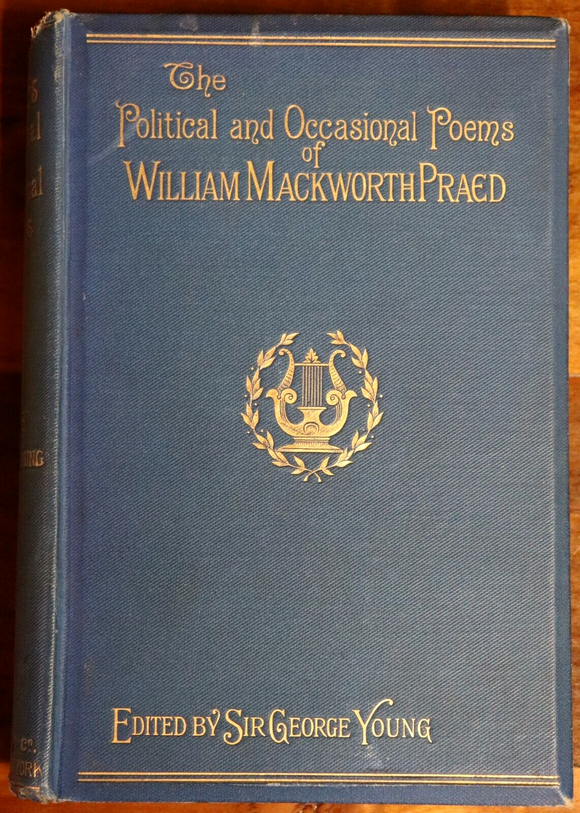 The
Political and Occasional Poems
of
WILLIAM MACKWORTH PRAED
EDITED BY SIR GEORGE YOUNG